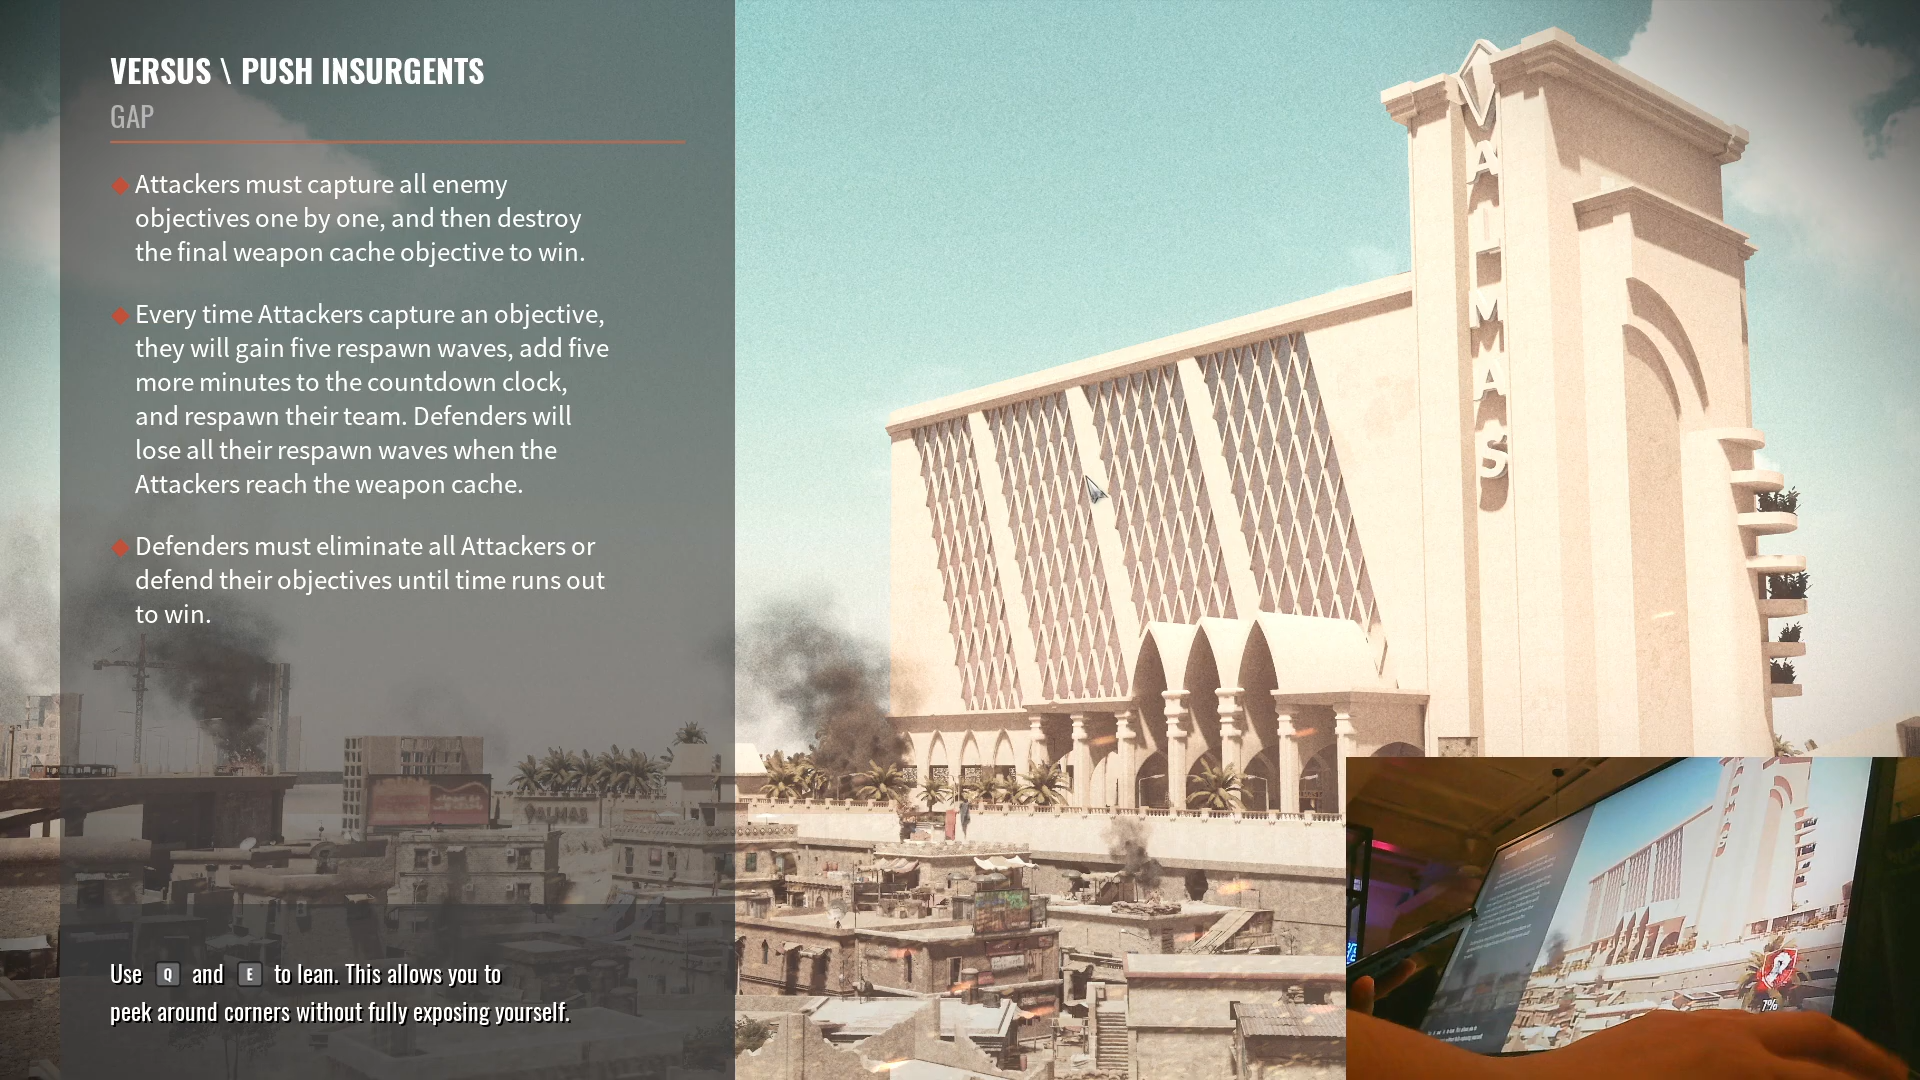 VERSUS \ PUSH INSURGENTS
GAP
Attackers must capture all enemy
objectives one by one, and then destroy
the final weapon cache objective to win.
Every time Attackers capture an objective,
they will gain five respawn waves, add five
more minutes to the countdown clock,
and respawn their team. Defenders will
lose all their respawn waves when the
Attackers reach the weapon cache.
Defenders must eliminate all Attackers or
defend their objectives until time runs out
to win.
Use Q and E to lean. This allows you to
peek around corners without fully exposing yourself.
VAILMAS
7%